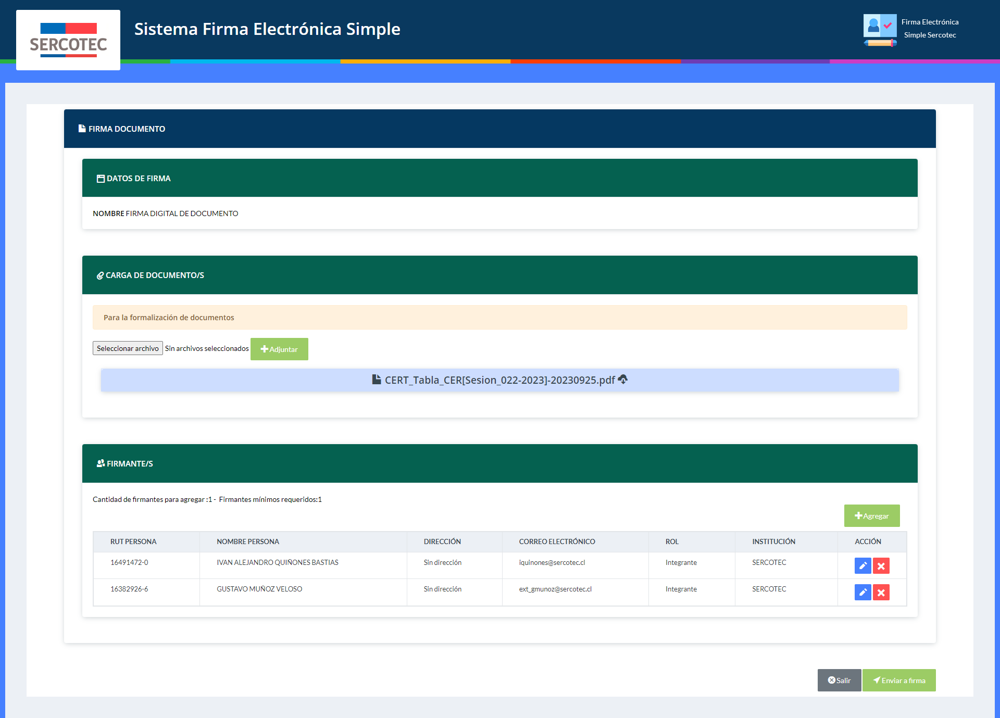 SERCOTEC
Sistema Firma Electrónica Simple
Firma Electrónica
Simple Sercotec
FIRMA DOCUMENTO
DATOS DE FIRMA
NOMBRE FIRMA DIGITAL DE DOCUMENTO
CARGA DE DOCUMENTO/S
Para la formalización de documentos
Seleccionar archivo Sin archivos seleccionados Adjuntar
CERT_Tabla_CER[Sesion_022-2023]-20230925.pdf
FIRMANTE/S
Cantidad de firmantes para agregar :1 - Firmantes mínimos requeridos:1
Agregar
RUT PERSONA NOMBRE PERSONA DIRECCIÓN CORREO ELECTRÓNICO ROL INSTITUCIÓN ACCIÓN
16491472-0 IVAN ALEJANDRO QUIÑONES BASTIAS Sin dirección iquinones@sercotec.cl Integrante SERCOTEC
16382926-6 GUSTAVO MUÑOZ VELOSO Sin dirección ext_gmunoz@sercotec.cl Integrante SERCOTEC
Salir Enviar a firma